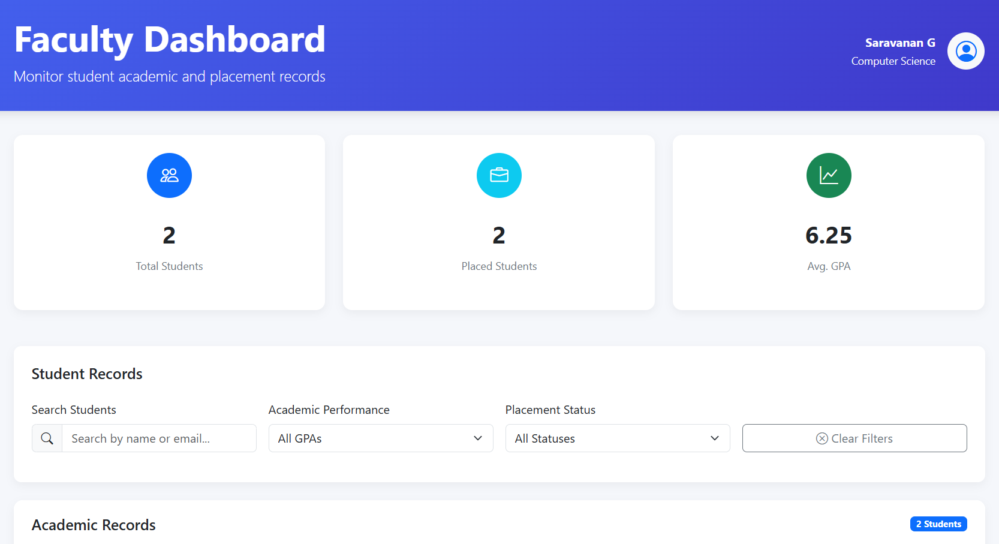 Faculty Dashboard
Monitor student academic and placement records
Saravanan G
Computer Science
2
Total Students
2
Placed Students
6.25
Avg. GPA
Student Records
Search Students
Search by name or email...
Academic Performance
All GPAs
Placement Status
All Statuses
Clear Filters
Academic Records
2 Students